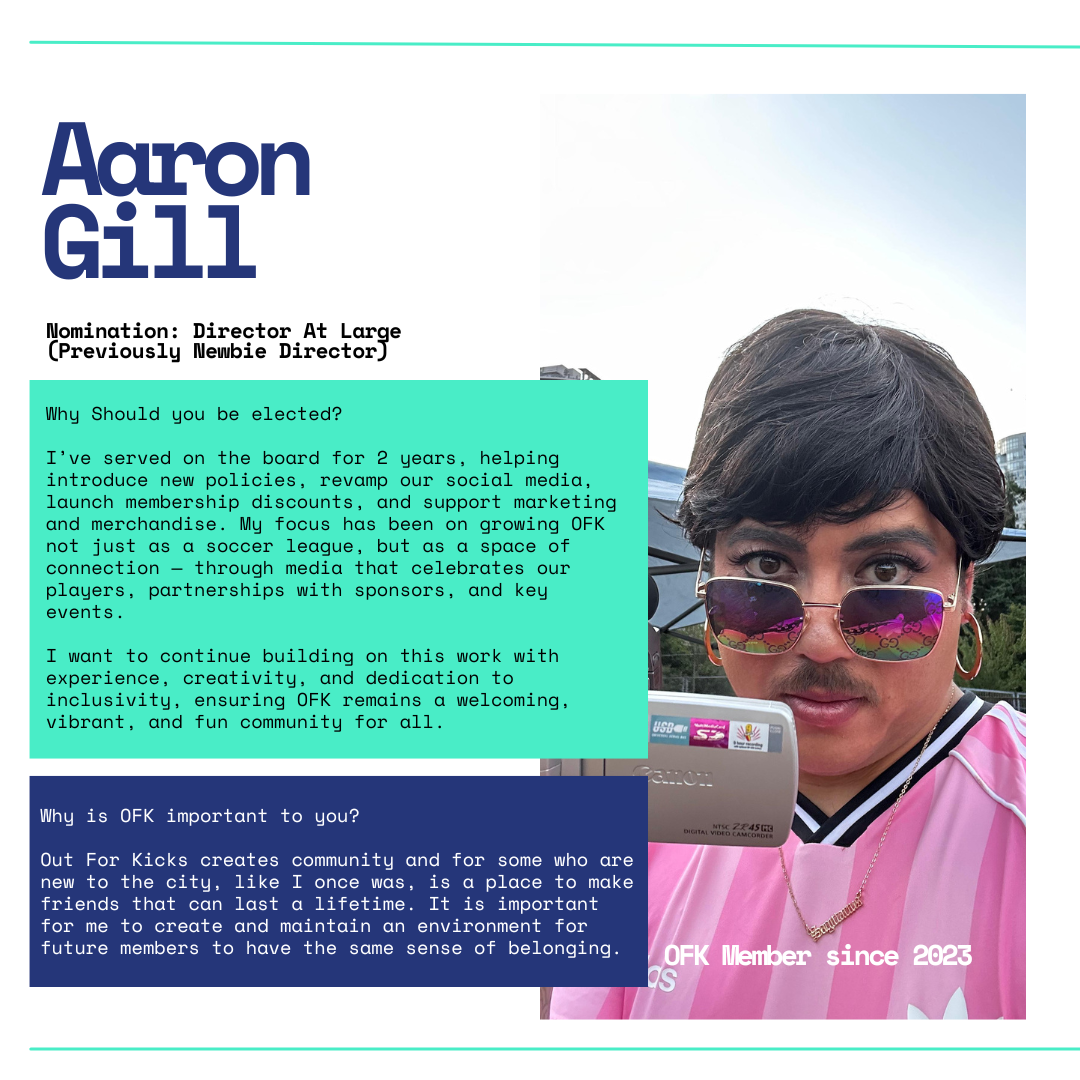 Aaron
Gill
Nomination: Director At Large
(Previously Newbie Director)
Why Should you be elected?
I’ve served on the board for 2 years, helping
introduce new policies, revamp our social media,
launch membership discounts, and support marketing
and merchandise. My focus has been on growing OFK
not just as a soccer league, but as a space of
connection – through media that celebrates our
players, partnerships with sponsors, and key
events.
I want to continue building on this work with
experience, creativity, and dedication to
inclusivity, ensuring OFK remains a welcoming,
vibrant, and fun community for all.
Why is OFK important to you?
Out For Kicks creates community and for some who are
new to the city, like I once was, is a place to make
friends that can last a lifetime. It is important
for me to create and maintain an environment for
future members to have the same sense of belonging.
USB
Canon
NTSC ZR45 MC
DIGITAL VIDEO CAMCORDER
Sagittarius
OFK Member since 2023